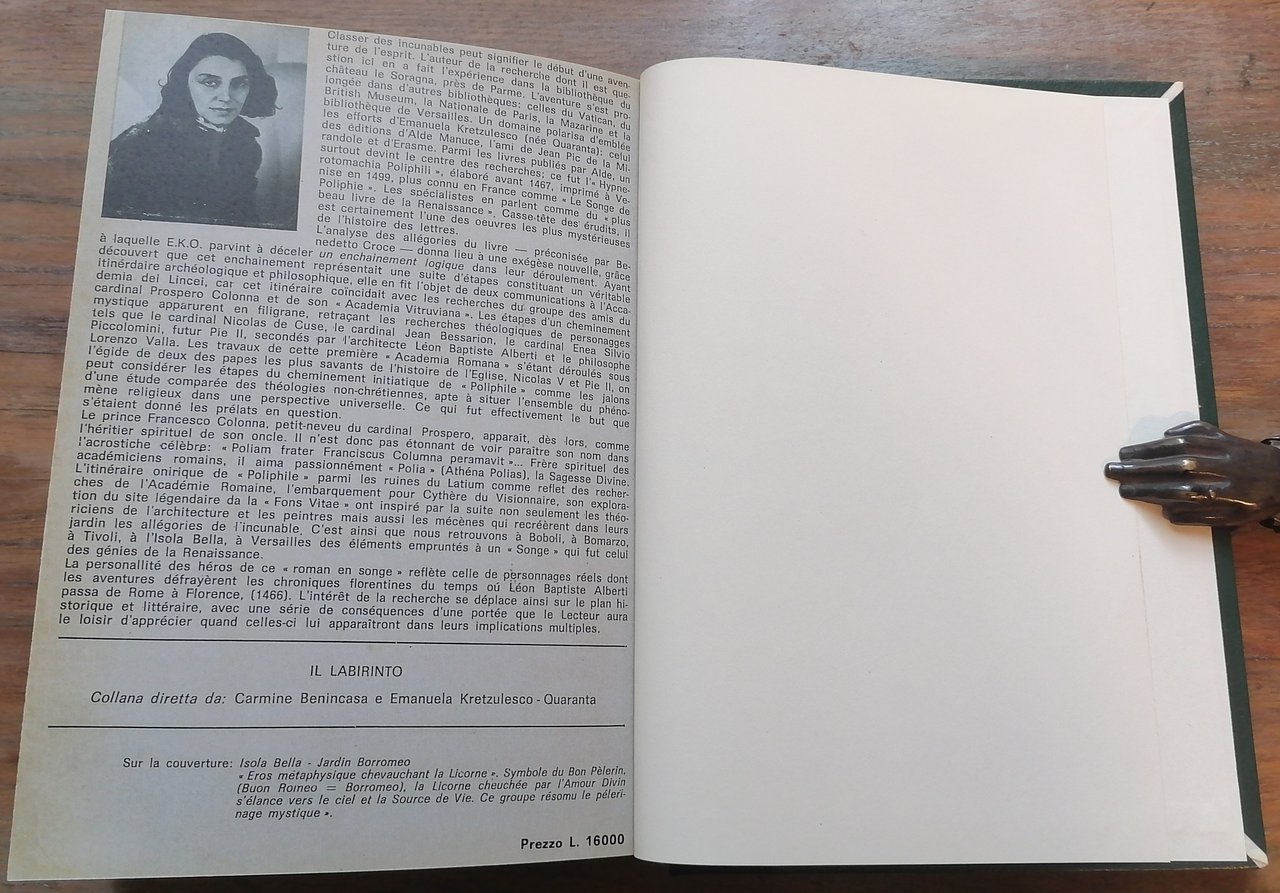 Classer des incunables peut signifier le début d'une aven-
ture de l'esprit. L'auteur de la recherche dont il est que-
stion ici en a fait l'expérience dans la bibliothèque du
château le Soragna, près de Parme. L'aventure s'est pro-
longée dans d'autres bibliothèques: celles du Vatican, du
British Museum, la Nationale de Paris, la Mazarine et la
bibliothèque de Versailles. Un domaine polarisa d'emblée
les efforts d'Emanuela Kretzulesco (née Quaranta): celui
des éditions d'Alde Manuce, l'ami de Jean Pic de la Mi-
randole et d'Erasme. Parmi les livres publiés par Alde, un
surtout devint le centre des recherches; ce fut l'« Hypne-
rotomachia Poliphili », élaboré avant 1467, imprimé à Ve-
nise en 1499, plus connu en France comme « Le Songe de
Poliphie ». Les spécialistes en parlent comme du « plus
beau livre de la Renaissance ». Casse-tête des érudits, il
est certainement l'une des oeuvres les plus mystérieuses
de l'histoire des lettres.
L'analyse des allégories du livre — préconisée par Be-
nedetto Croce — donna lieu à une exégèse nouvelle, grâce
à laquelle E.K.O. parvint à déceler un enchainement logique dans leur déroulement. Ayant
découvert que cet enchainement représentait une suite d'étapes constituant un véritable
itinérdaire archéologique et philosophique, elle en fit l'objet de deux communications à l'Acca-
demia dei Lincei, car cet itinéraire coïncidait avec les recherches du groupe des amis du
cardinal Prospero Colonna et de son « Academia Vitruviana ». Les étapes d'un cheminement
mystique apparurent en filigrane, retraçant les recherches théologiques de personnages
tels que le cardinal Nicolas de Cuse, le cardinal Jean Bessarion, le cardinal Enea Silvio
Piccolomini, futur Pie II, secondés par l'architecte Léon Baptiste Alberti et le philosophe
Lorenzo Valla. Les travaux de cette première « Academia Romana » s'étant déroulés sous
l'égide de deux des papes les plus savants de l'histoire de l'Eglise, Nicolas V et Pie II, on
peut considérer les étapes du cheminement initiatique de « Poliphile » comme les jalons
d'une étude comparée des théologies non-chrétiennes, apte à situer l'ensemble du phéno-
mène religieux dans une perspective universelle. Ce qui fut effectivement le but que
s'étaient donné les prélats en question.
Le prince Francesco Colonna, petit-neveu du cardinal Prospero, apparaît, dès lors, comme
l'héritier spirituel de son oncle. Il n'est donc pas étonnant de voir paraître son nom dans
l'acrostiche célèbre: « Poliam frater Franciscus Columna peramavit »... Frère spirituel des
académiciens romains, il aima passionnément « Polia » (Athéna Polias), la Sagesse Divine.
L'itinéraire onirique de « Poliphile » parmi les ruines du Latium comme reflet des recher-
ches de l'Académie Romaine, l'embarquement pour Cythère du Visionnaire, son explora-
tion du site légendaire da la « Fons Vitae » ont inspiré par la suite non seulement les théo-
riciens de l'architecture et les peintres mais aussi les mécènes qui recréèrent dans leurs
jardin les allégories de l'incunable. C'est ainsi que nous retrouvons à Boboli, à Bomarzo,
à Tivoli, à l'Isola Bella, à Versailles des éléments empruntés à un « Songe » qui fut celui
des génies de la Renaissance.
La personallité des héros de ce « roman en songe » reflète celle de personnages réels dont
les aventures défrayèrent les chroniques florentines du temps oú Léon Baptiste Alberti
passa de Rome à Florence, (1466). L'intérêt de la recherche se déplace ainsi sur le plan hi-
storique et littéraire, avec une série de conséquences d'une portée que le Lecteur aura
le loisir d'apprécier quand celles-ci lui apparaîtront dans leurs implications multiples.
IL LABIRINTO
Collana diretta da: Carmine Benincasa e Emanuela Kretzulesco - Quaranta
Sur la couverture: Isola Bella - Jardin Borromeo
« Eros métaphysique chevauchant la Licorne ». Symbole du Bon Pèlerin.
(Buon Romeo = Borromeo), la Licorne cheuchée par l'Amour Divin
s'élance vers le ciel et la Source de Vie. Ce groupe résomu le péleri-
nage mystique ».
Prezzo L. 16000